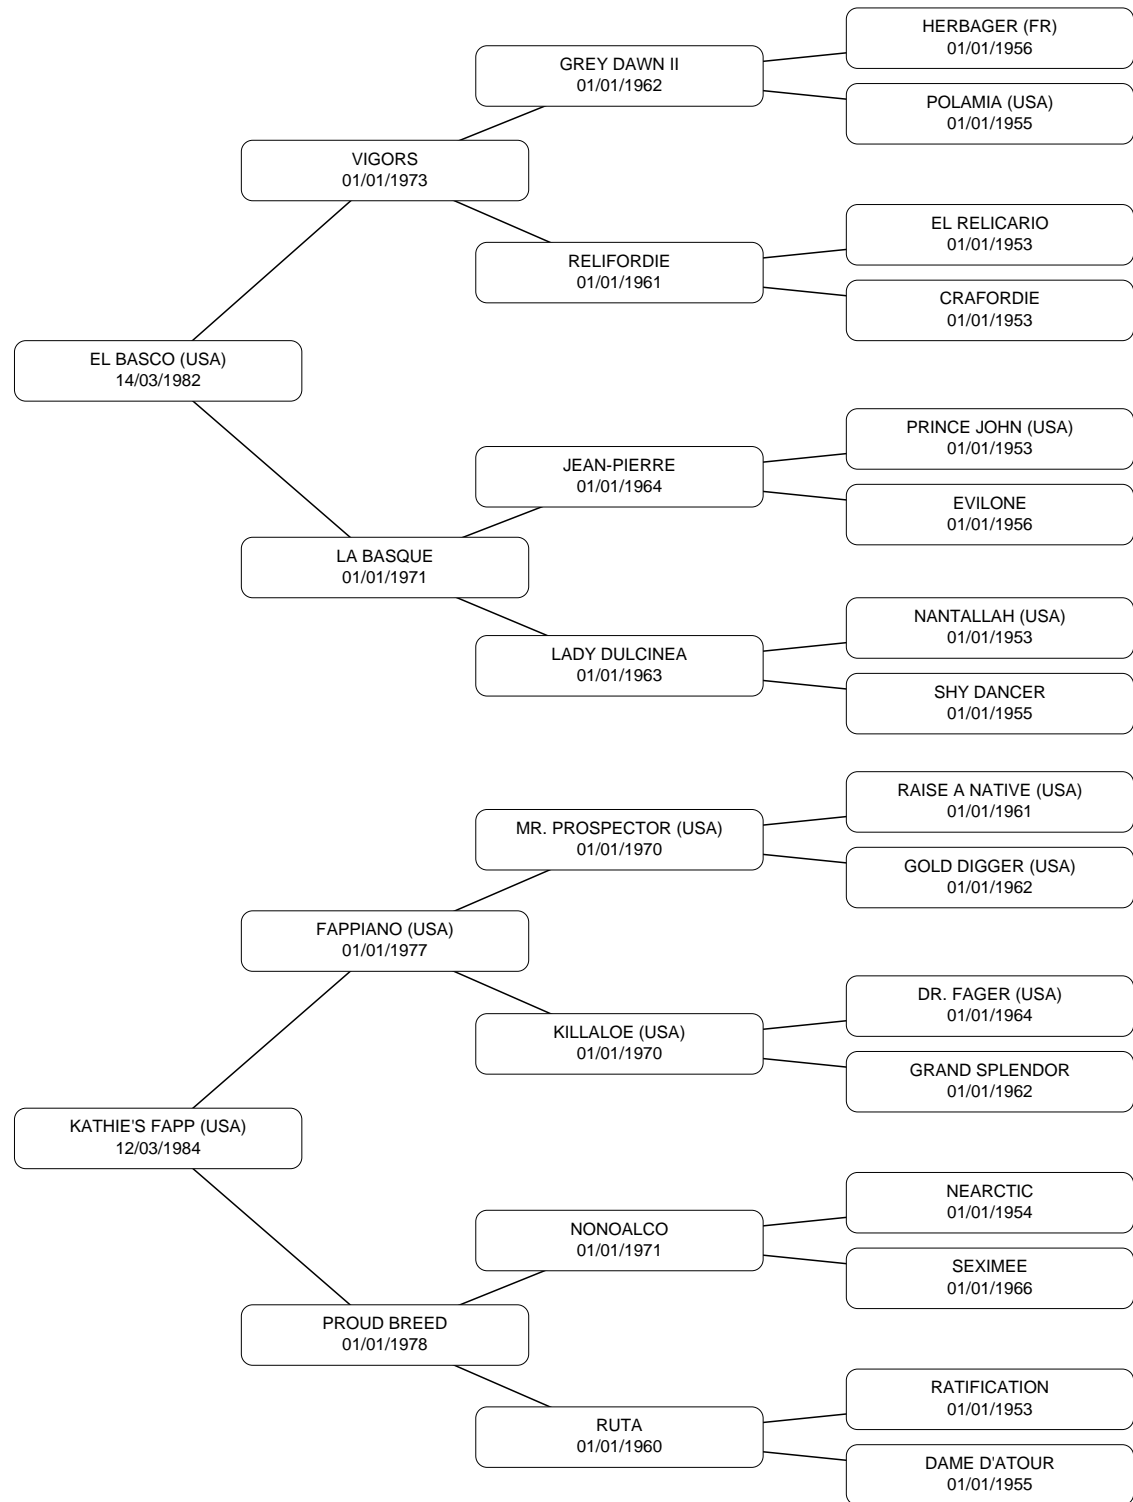 HERBAGER (FR)
01/01/1956
GREY DAWN II
01/01/1962
POLAMIA (USA)
01/01/1955
VIGORS
01/01/1973
EL RELICARIO
01/01/1953
RELIFORDIE
01/01/1961
CRAFORDIE
01/01/1953
EL BASCO (USA)
14/03/1982
PRINCE JOHN (USA)
01/01/1953
JEAN-PIERRE
01/01/1964
EVILONE
01/01/1956
LA BASQUE
01/01/1971
NANTALLAH (USA)
01/01/1953
LADY DULCINEA
01/01/1963
SHY DANCER
01/01/1955
RAISE A NATIVE (USA)
01/01/1961
MR. PROSPECTOR (USA)
01/01/1970
GOLD DIGGER (USA)
01/01/1962
FAPPIANO (USA)
01/01/1977
DR. FAGER (USA)
01/01/1964
KILLALOE (USA)
01/01/1970
GRAND SPLENDOR
01/01/1962
KATHIE'S FAPP (USA)
12/03/1984
NEARCTIC
01/01/1954
NONOALCO
01/01/1971
SEXIMEE
01/01/1966
PROUD BREED
01/01/1978
RATIFICATION
01/01/1953
RUTA
01/01/1960
DAME D'ATOUR
01/01/1955